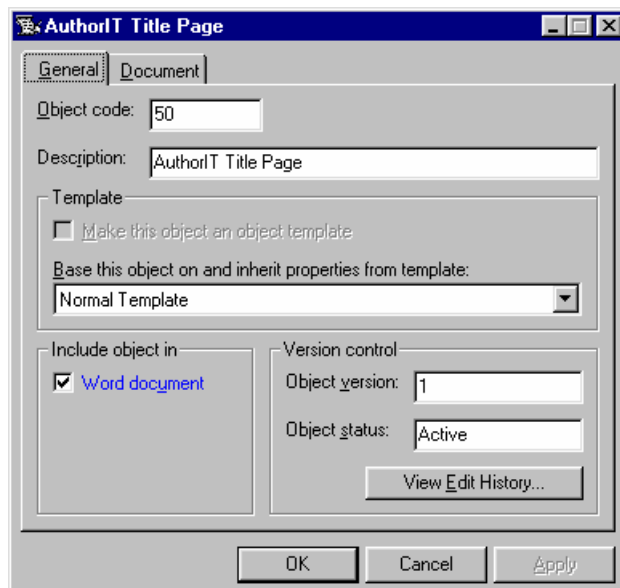 AuthorIT Title Page
General Document
Object code: 50
Description: AuthorIT Title Page
Template
Make this object an object template
Base this object on and inherit properties from template:
Normal Template
Include object in Version control
Word document Object version: 1
Object status: Active
View Edit History...
OK Cancel Apply